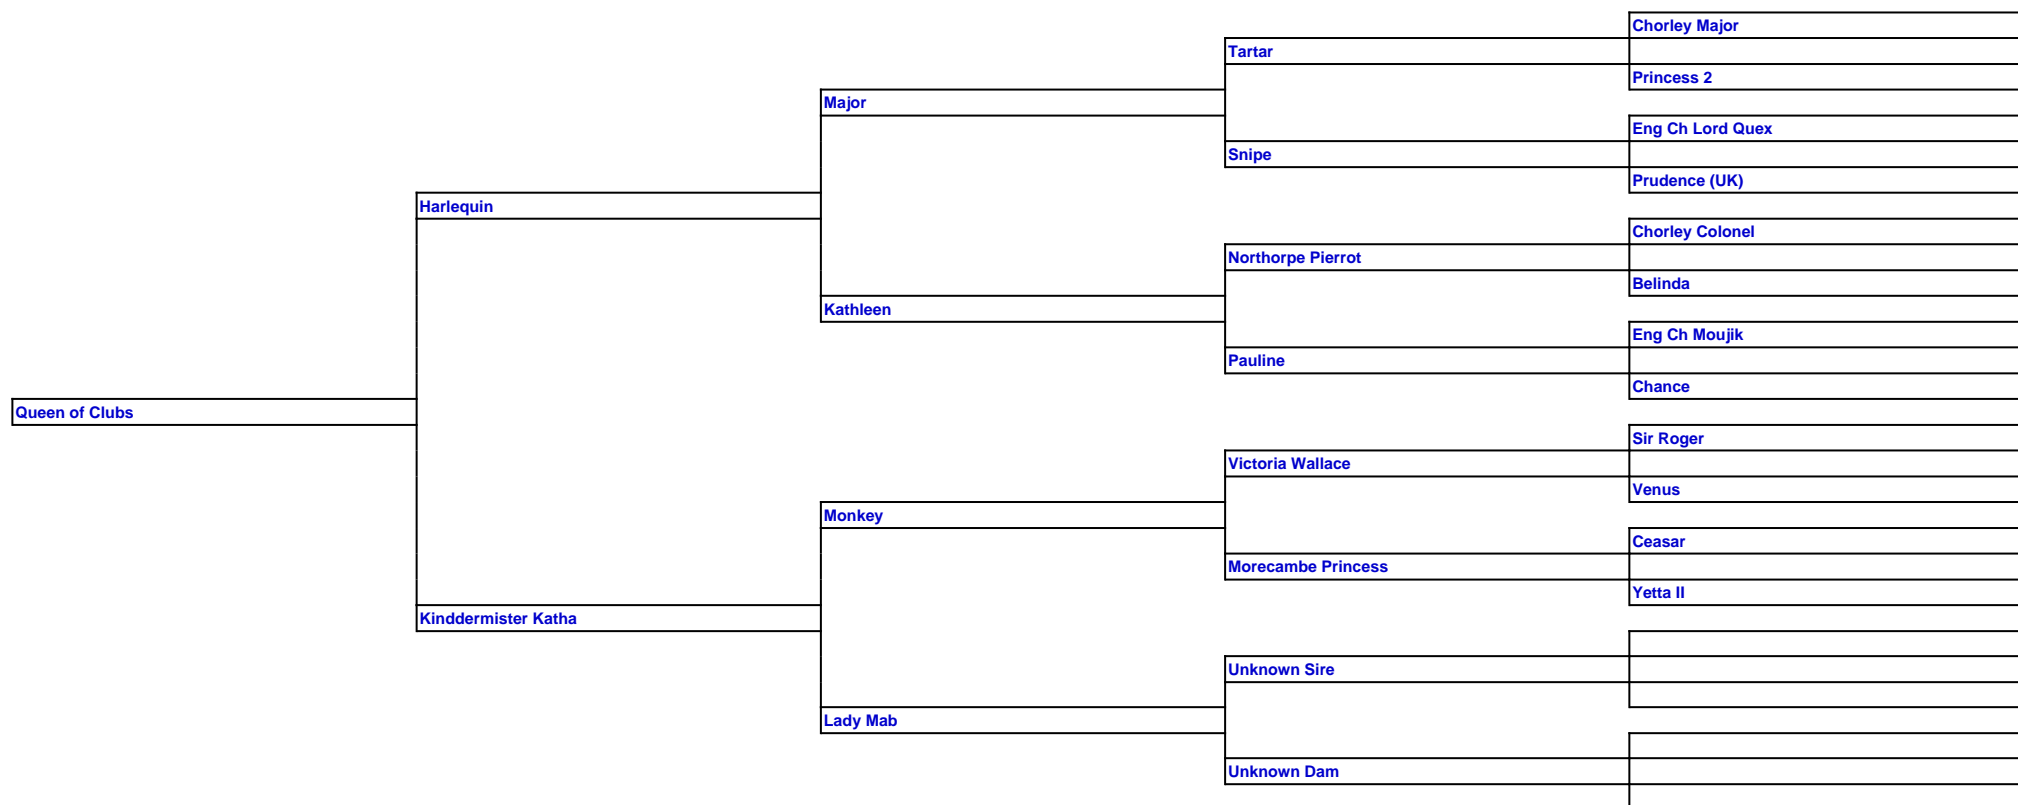 Chorley Major
Tartar
Princess 2
Major
Eng Ch Lord Quex
Snipe
Prudence (UK)
Harlequin
Chorley Colonel
Northorpe Pierrot
Belinda
Kathleen
Eng Ch Moujik
Pauline
Chance
Queen of Clubs
Sir Roger
Victoria Wallace
Venus
Monkey
Ceasar
Morecambe Princess
Yetta II
Kinddermister Katha
Unknown Sire
Lady Mab
Unknown Dam